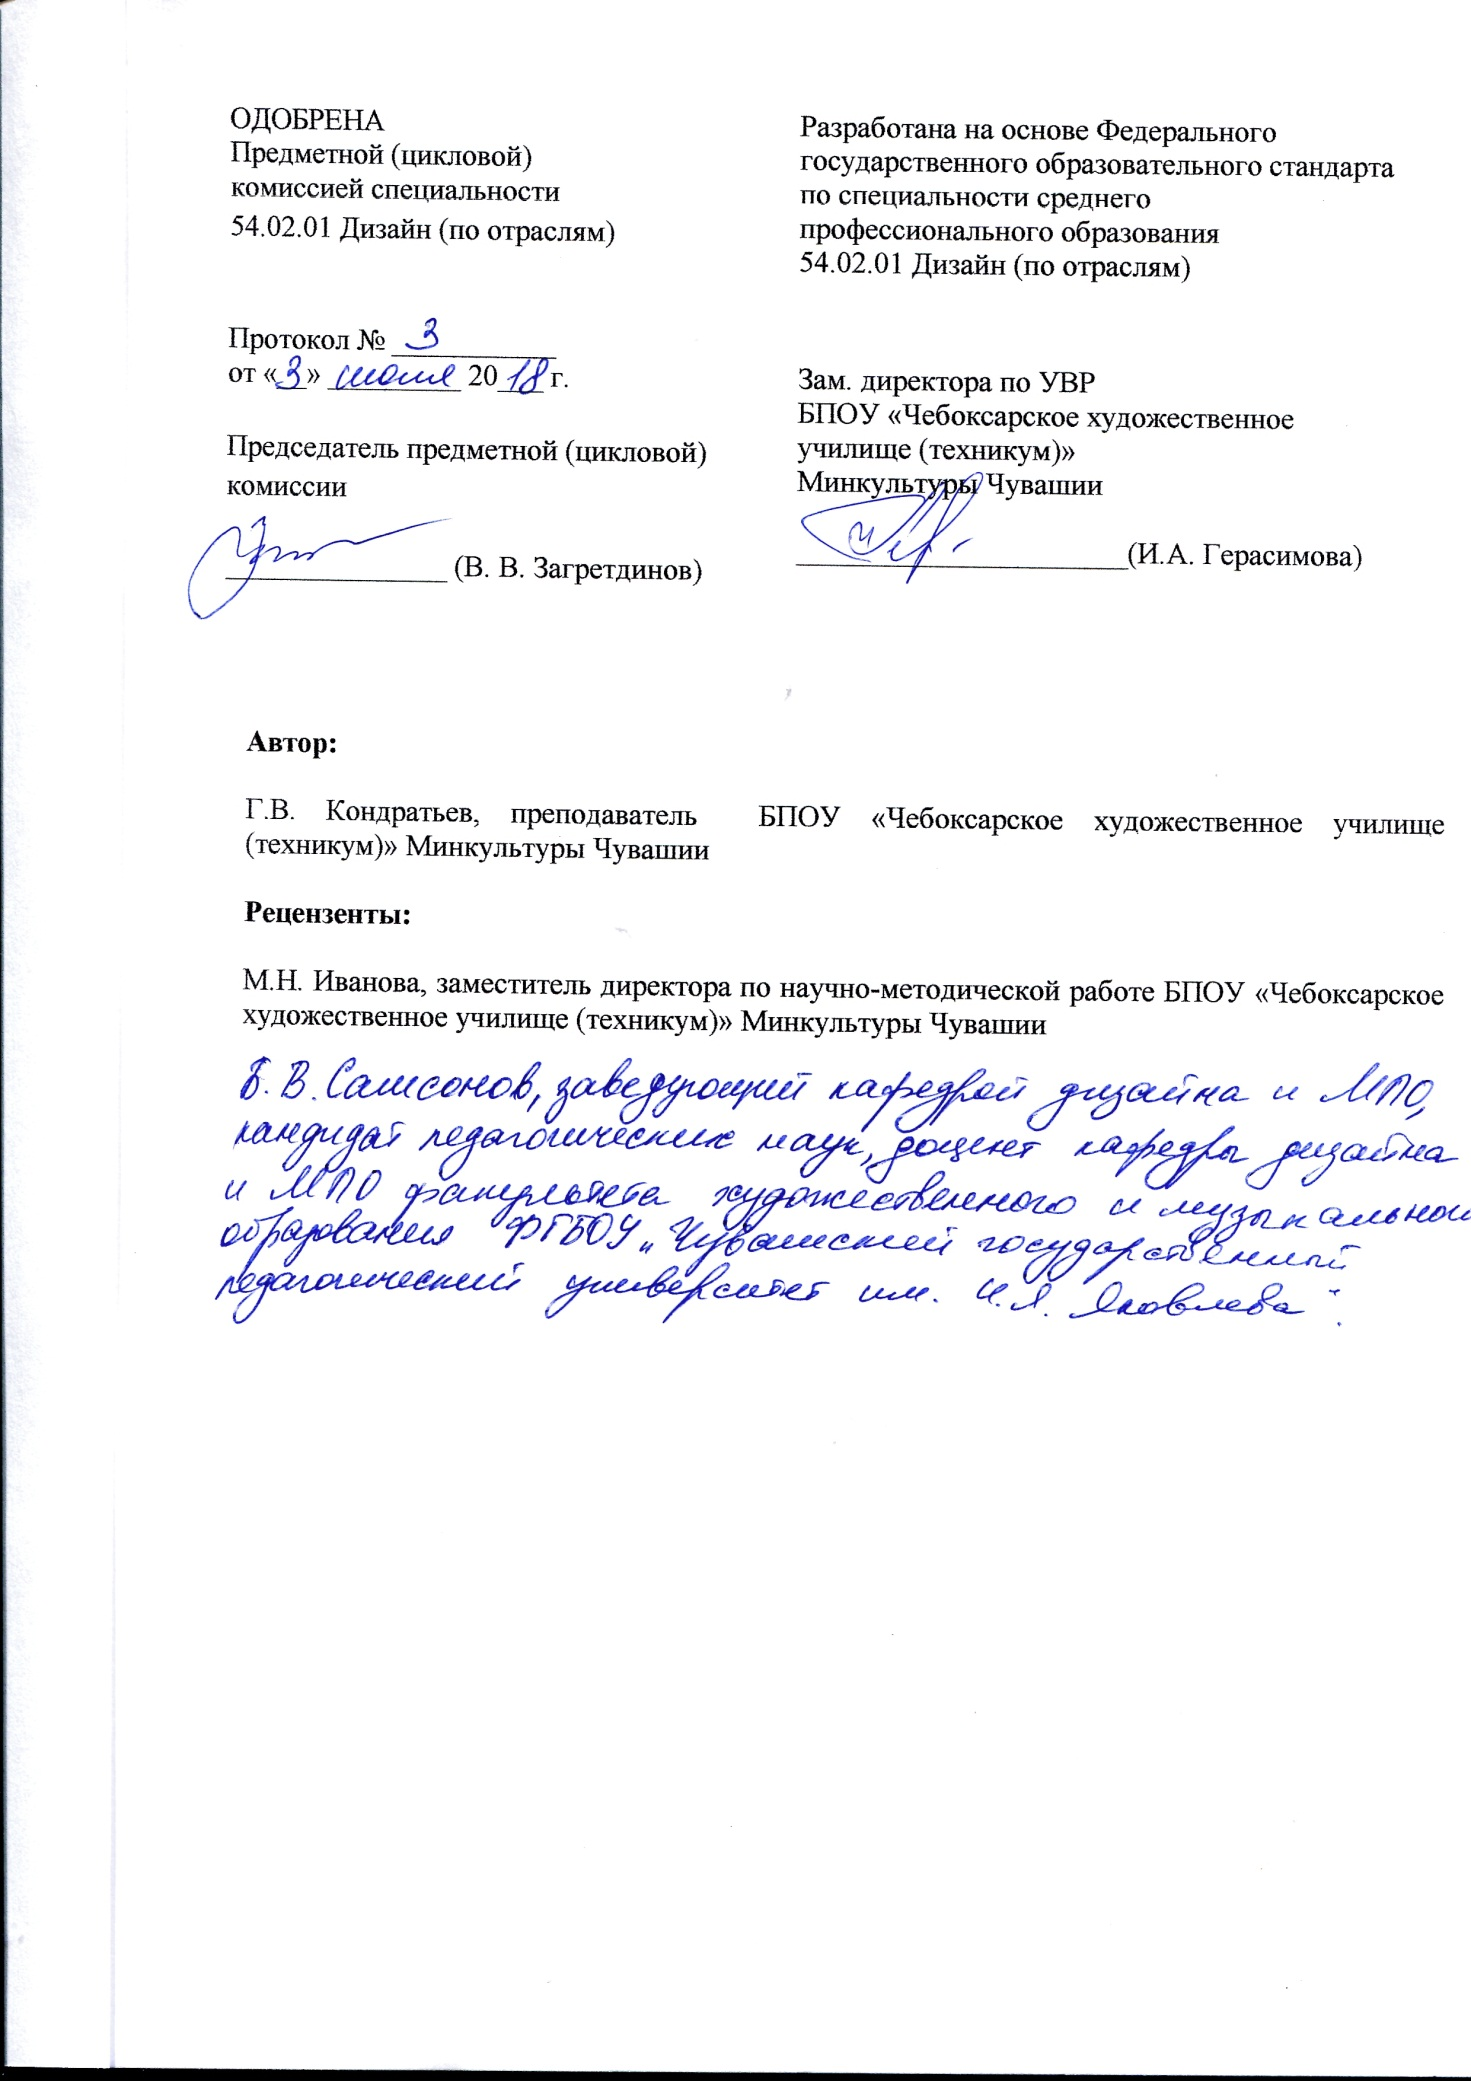 ОДОБРЕНА
Предметной (цикловой)
комиссией специальности
54.02.01 Дизайн (по отраслям)
Протокол № 3
от «3» 2018 г.
Председатель предметной (цикловой)
комиссии
(В. В. Загретдинов)
Разработана на основе Федерального
государственного образовательного стандарта
по специальности среднего
профессионального образования
54.02.01 Дизайн (по отраслям)
Зам. директора по УВР
БПОУ «Чебоксарское художественное
училище (техникум)»
Минкультуры Чувашии
(И.А. Герасимова)
Автор:
Г.В. Кондратьев, преподаватель БПОУ «Чебоксарское художественное училище
(техникум)» Минкультуры Чувашии
Рецензенты:
М.Н. Иванова, заместитель директора по научно-методической работе БПОУ «Чебоксарское
художественное училище (техникум)» Минкультуры Чувашии
Б. В. Самсонов, заведующий кафедрой дизайна и МПО,
кандидат педагогических наук, доцент кафедры дизайна
и МПО факультета художественного и музыкальног
образования ФГБОУ „Чувашский государственный
педагогический университет им. И.Я. Яковлева“.